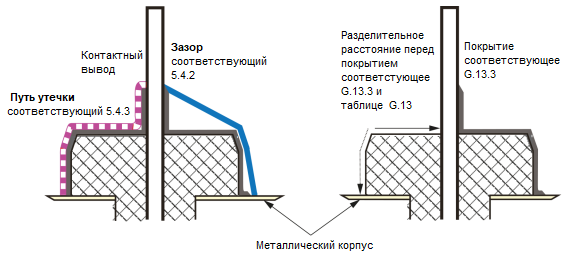 Контактный
вывод
Зазор
соответствующий
5.4.2
Путь утечки
соответствующий 5.4.3
Разделительное
расстояние перед
покрытием
соответстующее
G.13.3 и
таблице G.13
Покрытие
соответствующее
G.13.3
Металлический корпус